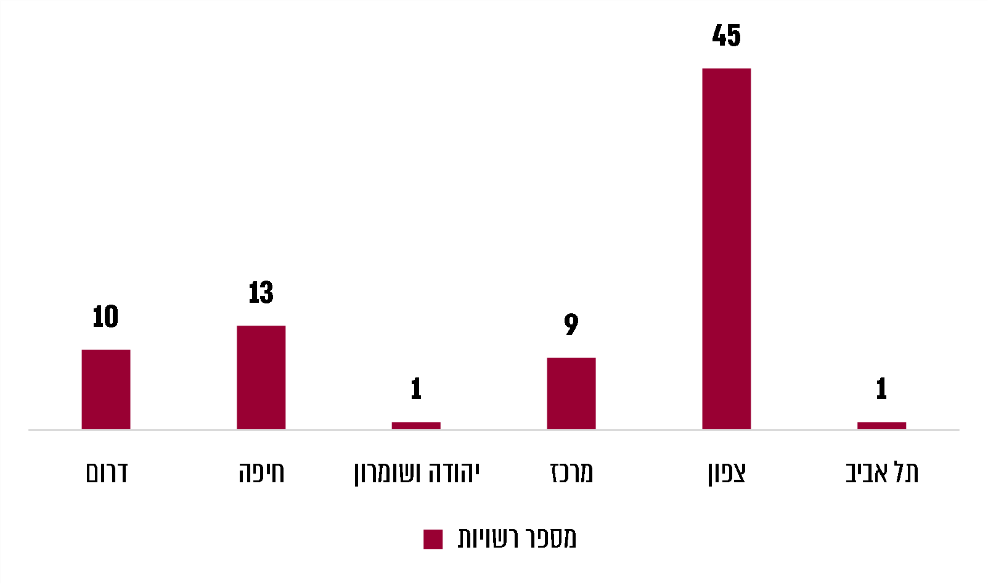 45
13
10
9
1
1
דרום
חיפה
יהודה ושומרון
מרכז
צפון
תל אביב
מספר רשויות